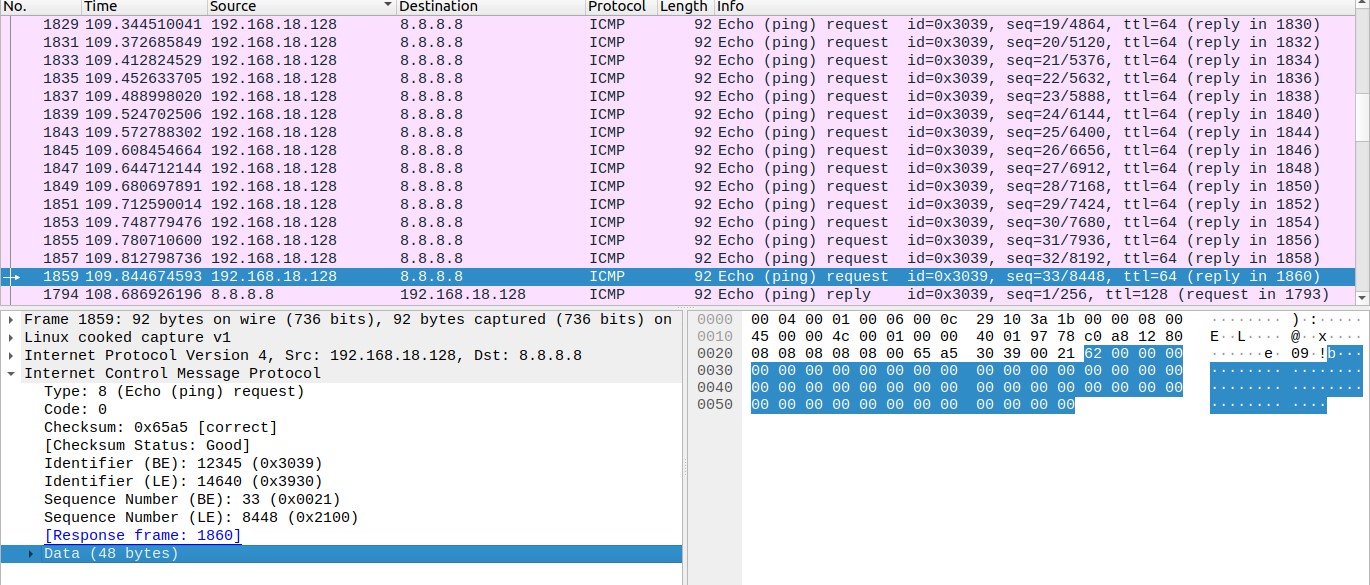 No. Time Source Destination Protocol Length Info
1829 109.344510041 192.168.18.128 8.8.8.8 ICMP 92 Echo (ping) request id=0x3039, seq=19/4864, ttl=64 (reply in 1830)
1831 109.372685849 192.168.18.128 8.8.8.8 ICMP 92 Echo (ping) request id=0x3039, seq=20/5120, ttl=64 (reply in 1832)
1833 109.412824529 192.168.18.128 8.8.8.8 ICMP 92 Echo (ping) request id=0x3039, seq=21/5376, ttl=64 (reply in 1834)
1835 109.452633705 192.168.18.128 8.8.8.8 ICMP 92 Echo (ping) request id=0x3039, seq=22/5632, ttl=64 (reply in 1836)
1837 109.488998020 192.168.18.128 8.8.8.8 ICMP 92 Echo (ping) request id=0x3039, seq=23/5888, ttl=64 (reply in 1838)
1839 109.524702506 192.168.18.128 8.8.8.8 ICMP 92 Echo (ping) request id=0x3039, seq=24/6144, ttl=64 (reply in 1840)
1843 109.572788302 192.168.18.128 8.8.8.8 ICMP 92 Echo (ping) request id=0x3039, seq=25/6400, ttl=64 (reply in 1844)
1845 109.608454664 192.168.18.128 8.8.8.8 ICMP 92 Echo (ping) request id=0x3039, seq=26/6656, ttl=64 (reply in 1846)
1847 109.644712144 192.168.18.128 8.8.8.8 ICMP 92 Echo (ping) request id=0x3039, seq=27/6912, ttl=64 (reply in 1848)
1849 109.680697891 192.168.18.128 8.8.8.8 ICMP 92 Echo (ping) request id=0x3039, seq=28/7168, ttl=64 (reply in 1850)
1851 109.712590014 192.168.18.128 8.8.8.8 ICMP 92 Echo (ping) request id=0x3039, seq=29/7424, ttl=64 (reply in 1852)
1853 109.748779476 192.168.18.128 8.8.8.8 ICMP 92 Echo (ping) request id=0x3039, seq=30/7680, ttl=64 (reply in 1854)
1855 109.780710600 192.168.18.128 8.8.8.8 ICMP 92 Echo (ping) request id=0x3039, seq=31/7936, ttl=64 (reply in 1856)
1857 109.812798736 192.168.18.128 8.8.8.8 ICMP 92 Echo (ping) request id=0x3039, seq=32/8192, ttl=64 (reply in 1858)
1859 109.844674593 192.168.18.128 8.8.8.8 ICMP 92 Echo (ping) request id=0x3039, seq=33/8448, ttl=64 (reply in 1860)
1794 108.686926196 8.8.8.8 192.168.18.128 ICMP 92 Echo (ping) reply id=0x3039, seq=1/256, ttl=128 (request in 1793)
Frame 1859: 92 bytes on wire (736 bits), 92 bytes captured (736 bits) on
Linux cooked capture v1
Internet Protocol Version 4, Src: 192.168.18.128, Dst: 8.8.8.8
Internet Control Message Protocol
Type: 8 (Echo (ping) request)
Code: 0
Checksum: 0x65a5 [correct]
[Checksum Status: Good]
Identifier (BE): 12345 (0x3039)
Identifier (LE): 14640 (0x3930)
Sequence Number (BE): 33 (0x0021)
Sequence Number (LE): 8448 (0x2100)
[Response frame: 1860]
Data (48 bytes)
0000 00 04 00 01 00 06 00 0c 29 10 3a 1b 00 00 08 00 ········ ):·····
0010 45 00 00 4c 00 01 00 00 40 01 97 78 c0 a8 12 80 E··L···· @··x····
0020 08 08 08 08 08 00 65 a5 30 39 00 21 62 00 00 00 ······e· 09·!b···
0030 00 00 00 00 00 00 00 00 00 00 00 00 00 00 00 00 ········ ········
0040 00 00 00 00 00 00 00 00 00 00 00 00 00 00 00 00 ········ ········
0050 00 00 00 00 00 00 00 00 00 00 00 00 ········ ····